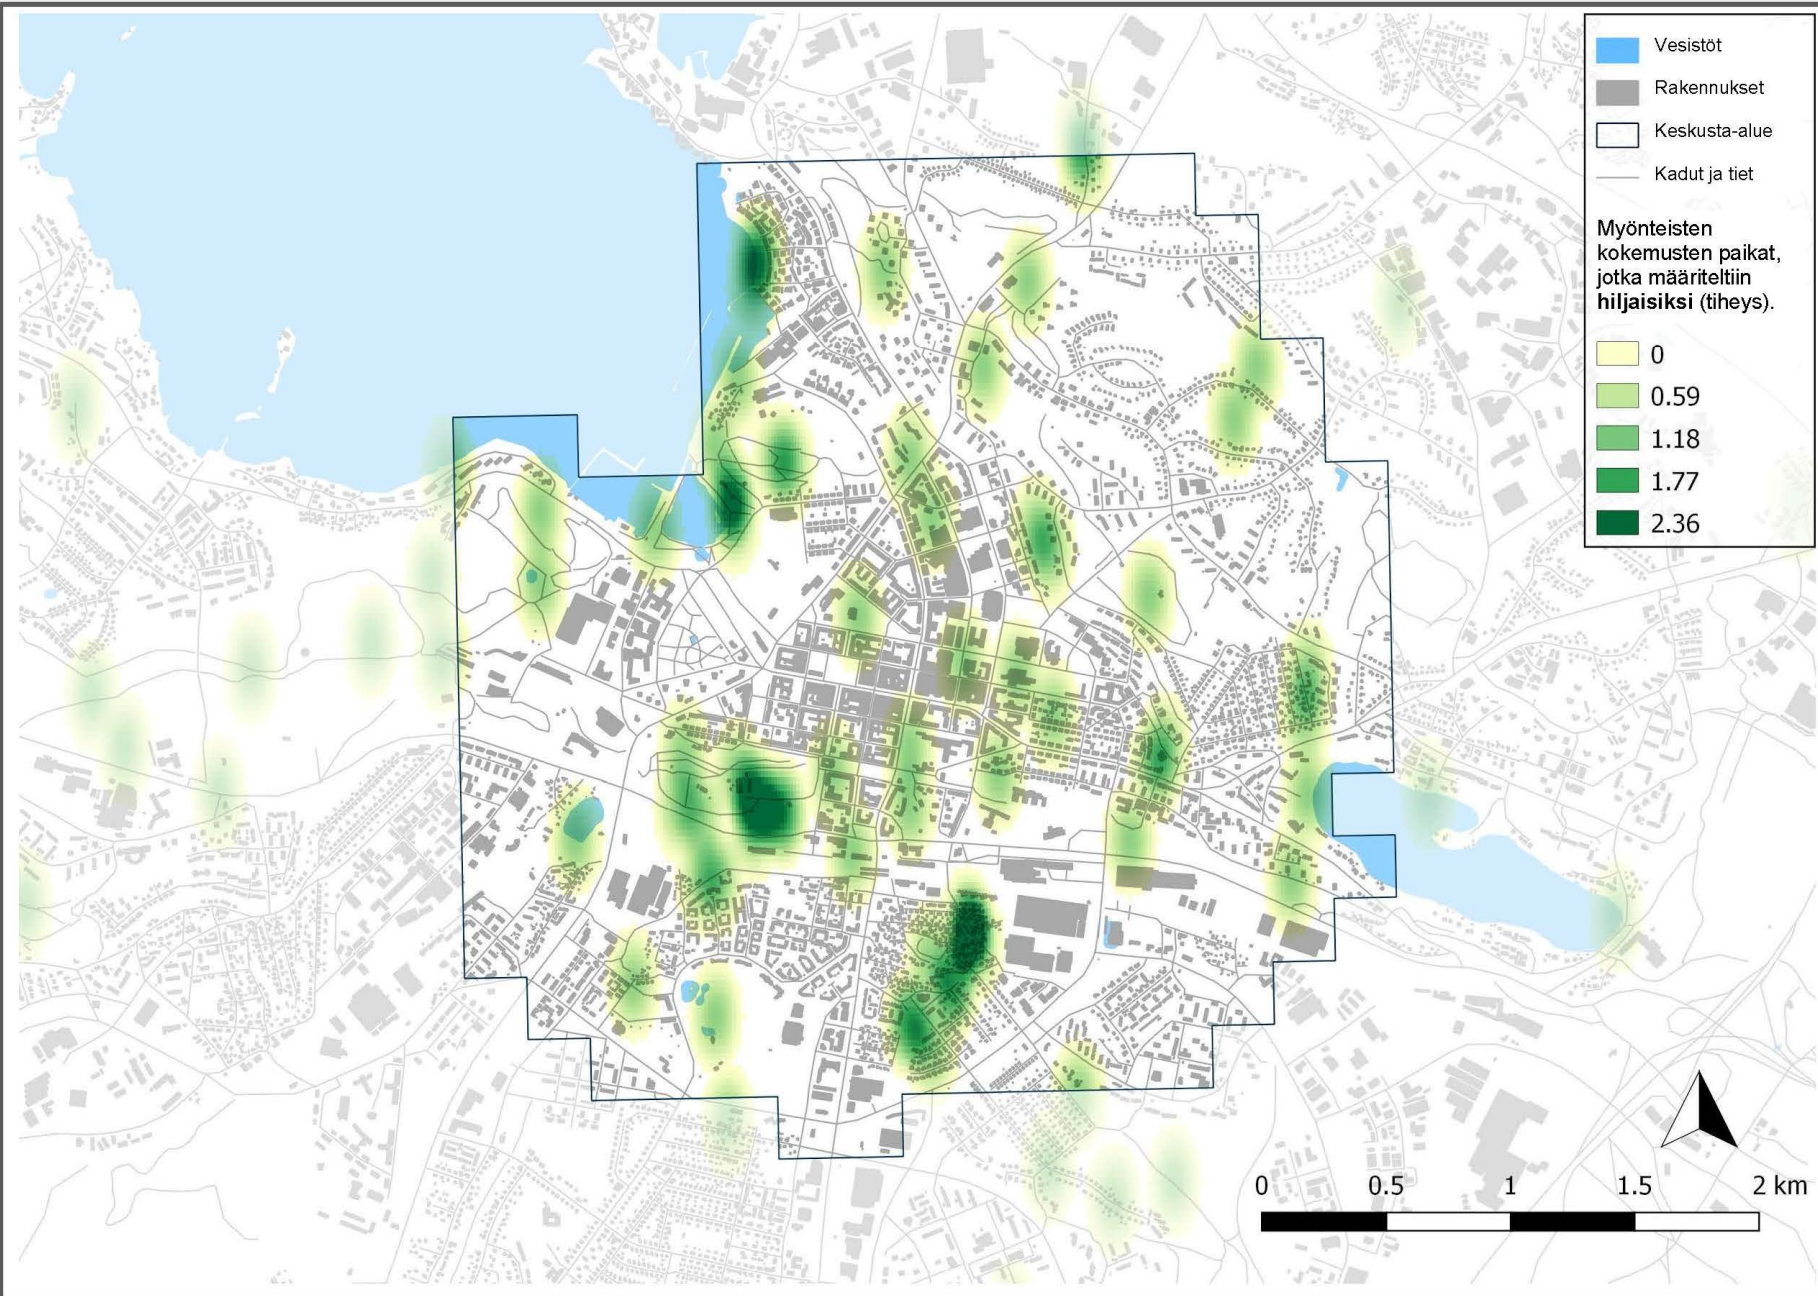 Vesistöt
Rakennukset
Keskusta-alue
Kadut ja tiet
Myönteisten
kokemusten paikat,
jotka määriteltiin
hiljaisiksi (tiheys).
0
0.59
1.18
1.77
2.36
0 0.5 1 1.5 2 km